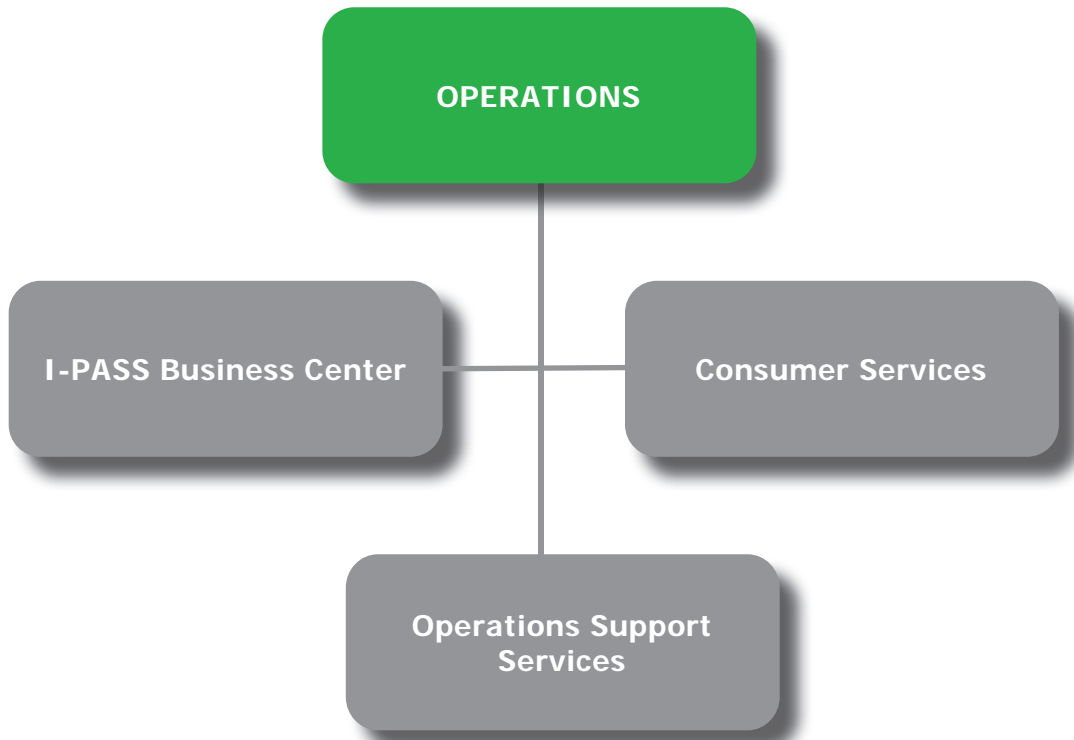 OPERATIONS
I-PASS Business Center
Consumer Services
Operations Support
Services